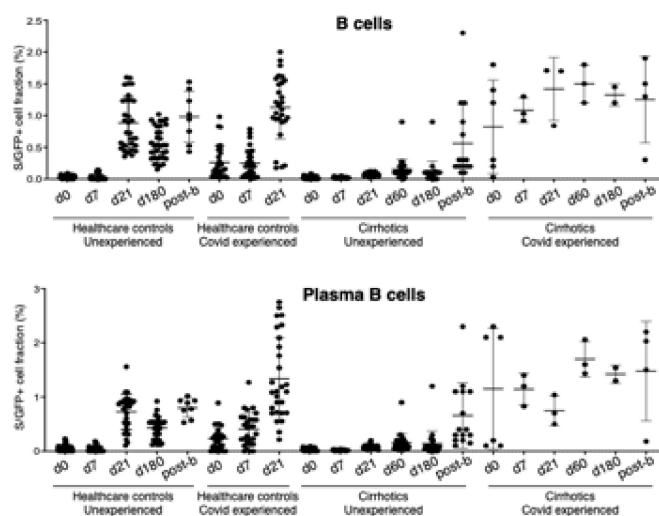 B cells
S/GFP+ cell fraction (%)
2.5
2.0
1.5
1.0
0.5
0.0
d0 d7 d21 d180 post-b d0 d7 d21 d0 d7 d21 d60 d180 post-b d0 d7 d21 d60 d180 post-b
Healthcare controls Healthcare controls Cirrhotics Cirrhotics
Unexperienced Covid experienced Unexperienced Covid experienced
Plasma B cells
S/GFP+ cell fraction (%)
3
2
1
0
d0 d7 d21 d180 post-b d0 d7 d21 d0 d7 d21 d60 d180 post-b d0 d7 d21 d60 d180 post-b
Healthcare controls Healthcare controls Cirrhotics Cirrhotics
Unexperienced Covid experienced Unexperienced Covid experienced